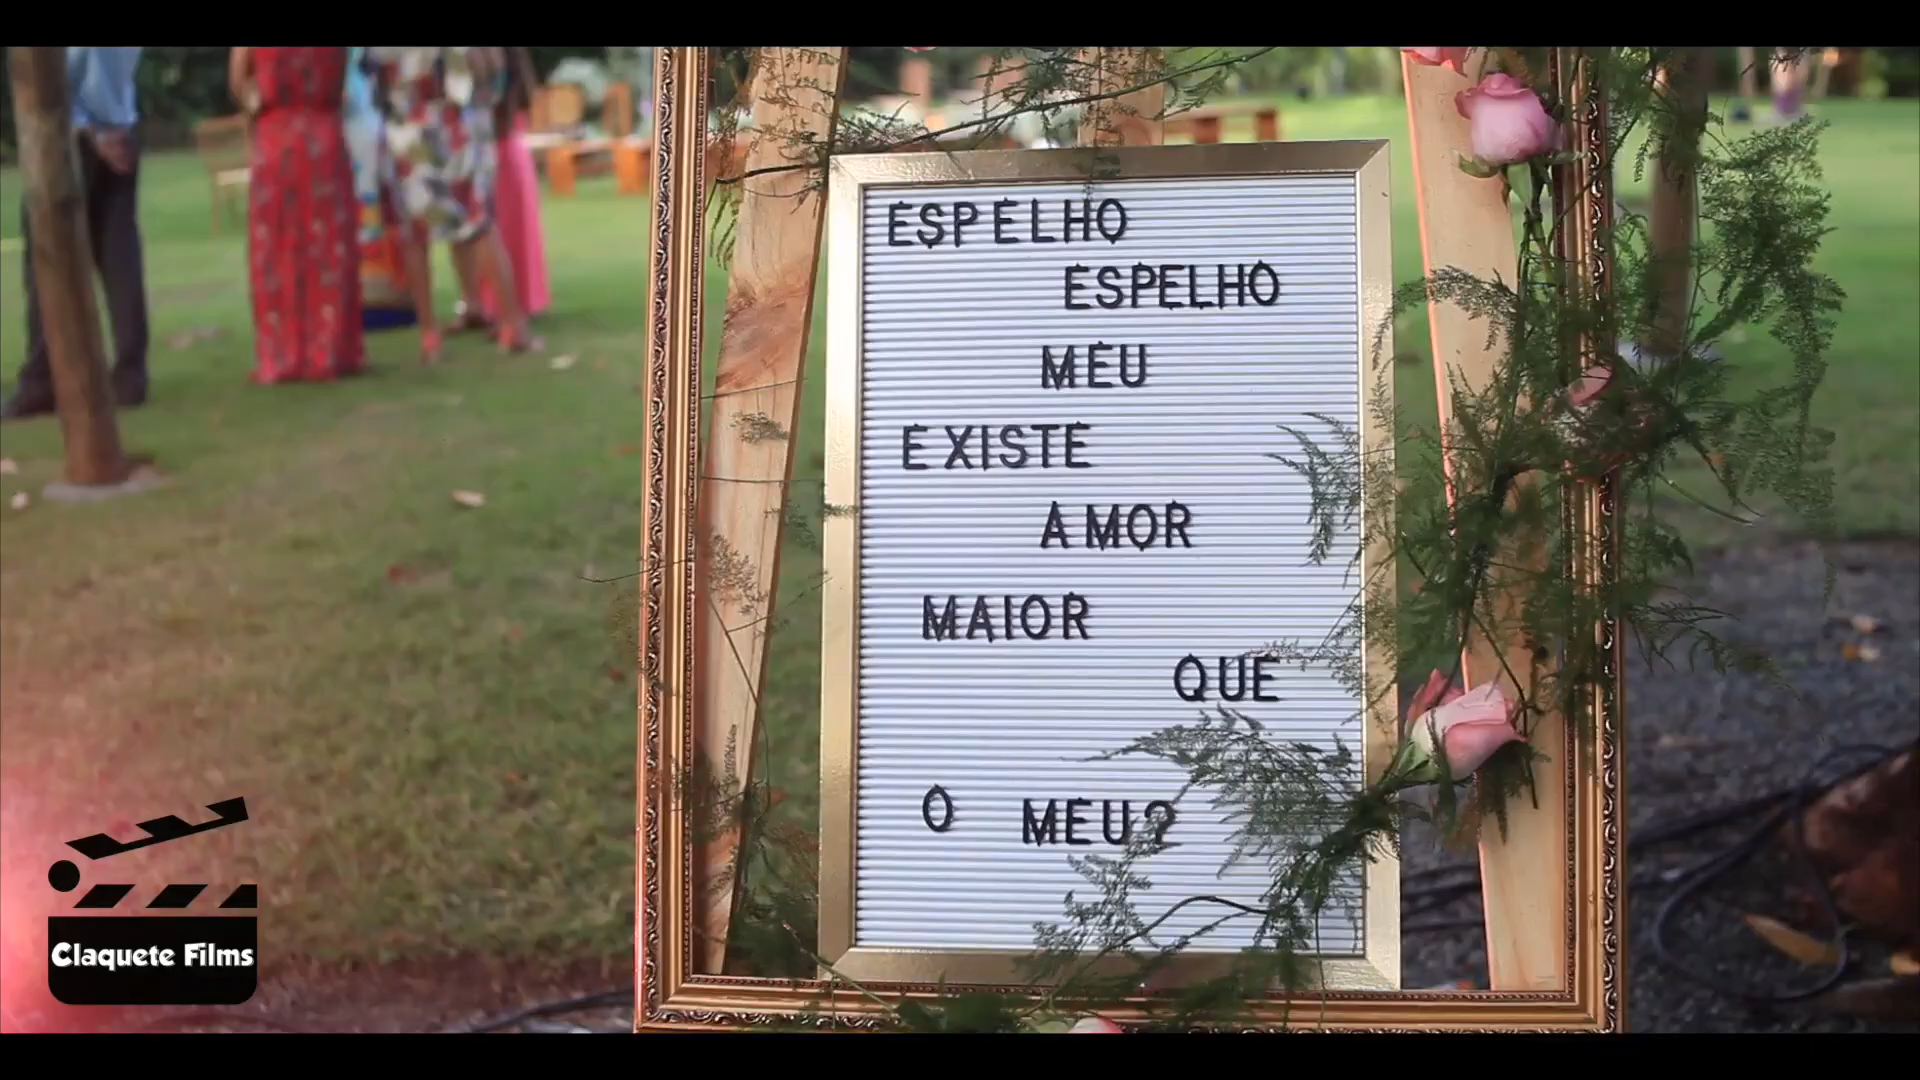 ESPELHO
ESPELHO
MEU
EXISTE
AMOR
MAIOR
QUE
O MEU?
Claquete Films